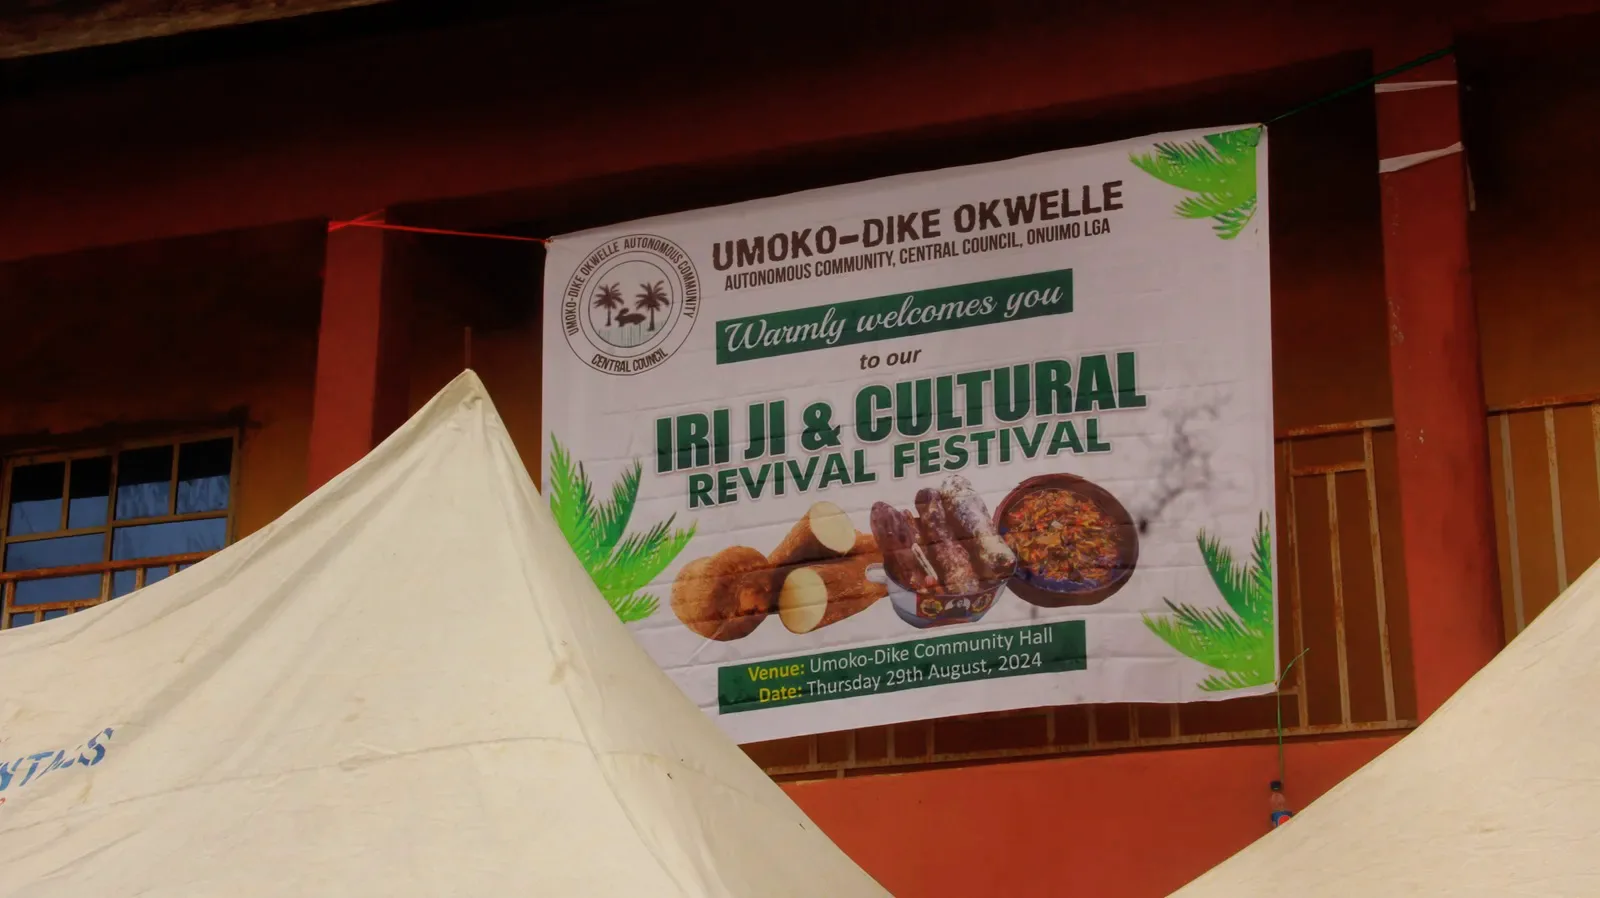 UMOKO-DIKE OKWELLE AUTONOMOUS COMMUNITY
CENTRAL COUNCIL
UMOKO-DIKE OKWELLE
AUTONOMOUS COMMUNITY, CENTRAL COUNCIL, ONUIMO LGA
Warmly welcomes you
to our
IRI JI & CULTURAL
REVIVAL FESTIVAL
Venue: Umoko-Dike Community Hall
Date: Thursday 29th August, 2024